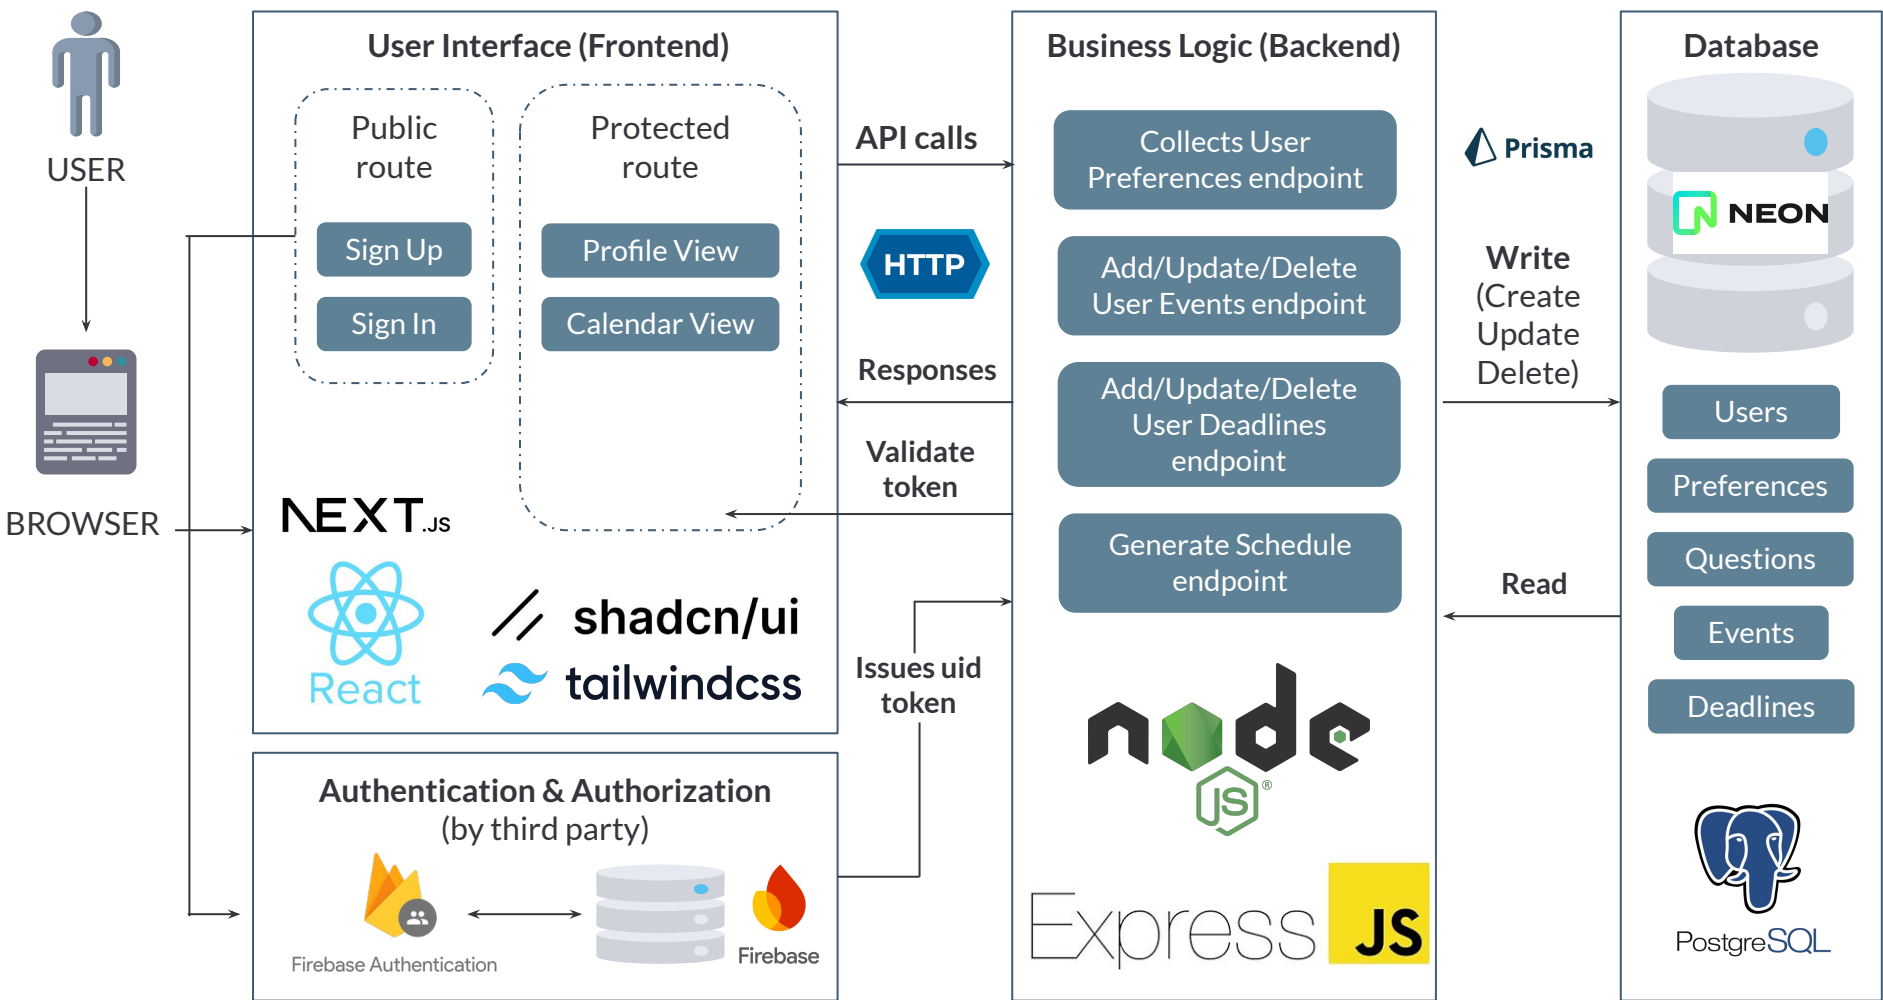 USER
BROWSER
User Interface (Frontend)
Public
route
Sign Up
Sign In
Protected
route
Profile View
Calendar View
NEXT.JS
React
shadcn/ui
tailwindcss
Authentication & Authorization
(by third party)
Firebase Authentication
Firebase
API calls
HTTP
Responses
Validate
token
Issues uid
token
Business Logic (Backend)
Collects User
Preferences endpoint
Add/Update/Delete
User Events endpoint
Add/Update/Delete
User Deadlines
endpoint
Generate Schedule
endpoint
node
JS®
Express
JS
Prisma
Write
(Create
Update
Delete)
Read
Database
NEON
Users
Preferences
Questions
Events
Deadlines
PostgreSQL